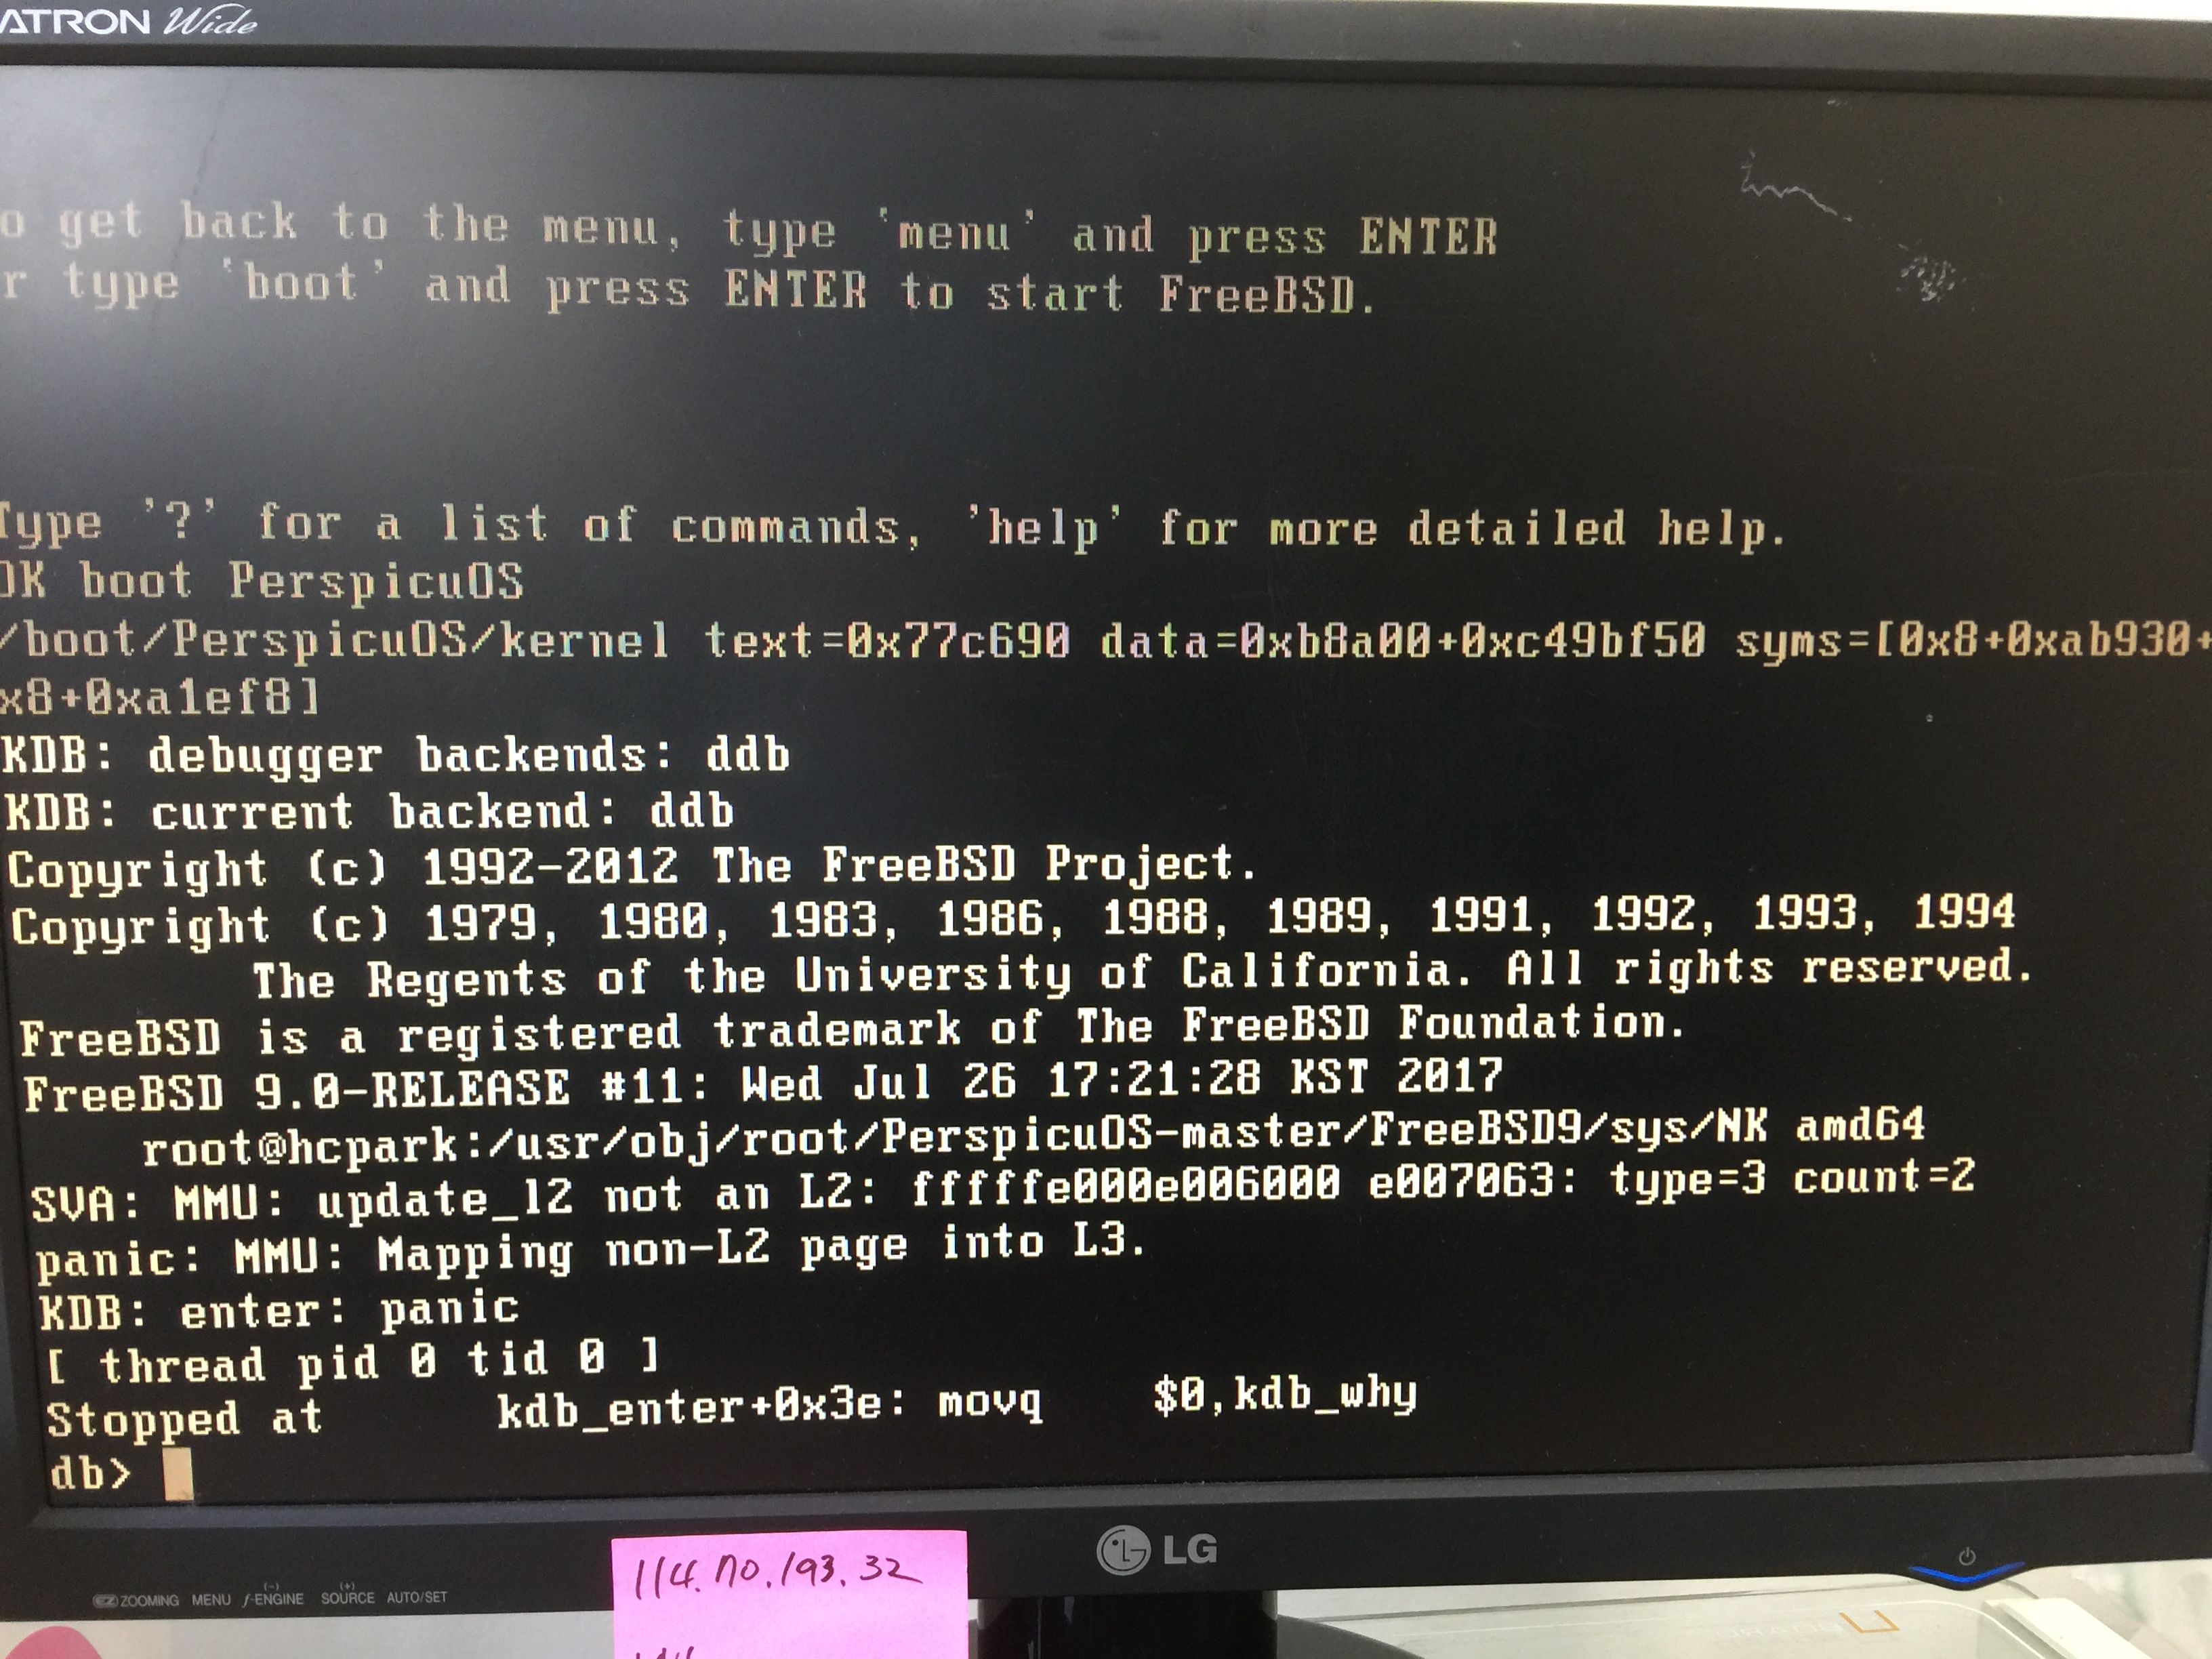 ATRON Wide
o get back to the menu, type 'menu' and press ENTER
r type 'boot' and press ENTER to start FreeBSD.
Type '?' for a list of commands, 'help' for more detailed help.
OK boot PerspicuOS
/boot/PerspicuOS/kernel text=0x77c690 data=0xb8a00+0xc49bf50 syms=[0x8+0xab930+
x8+0xa1ef8]
KDB: debugger backends: ddb
KDB: current backend: ddb
Copyright (c) 1992-2012 The FreeBSD Project.
Copyright (c) 1979, 1980, 1983, 1986, 1988, 1989, 1991, 1992, 1993, 1994
The Regents of the University of California. All rights reserved.
FreeBSD is a registered trademark of The FreeBSD Foundation.
FreeBSD 9.0-RELEASE #11: Wed Jul 26 17:21:28 KST 2017
root@hcpark:/usr/obj/root/PerspicuOS-master/FreeBSD9/sys/NK amd64
SVA: MMU: update_l2 not an L2: fffffe000e006000 e007063: type=3 count=2
panic: MMU: Mapping non-L2 page into L3.
KDB: enter: panic
[ thread pid 0 tid 0 ]
Stopped at kdb_enter+0x3e: movq $0,kdb_why
db>
LG
EZ ZOOMING MENU f-ENGINE (-) SOURCE (+) AUTO/SET